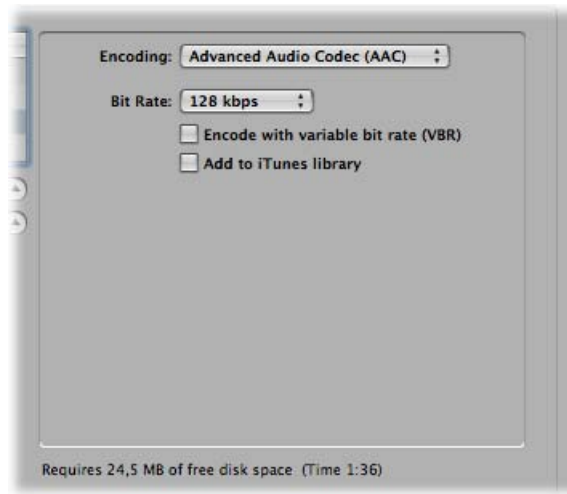 Encoding: Advanced Audio Codec (AAC)
Bit Rate: 128 kbps
Encode with variable bit rate (VBR)
Add to iTunes library
Requires 24,5 MB of free disk space (Time 1:36)